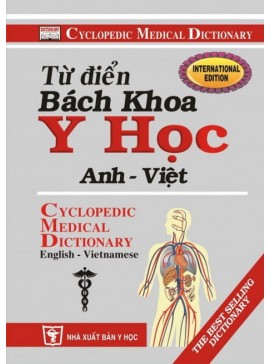 CYCLOPEDIC MEDICAL DICTIONARY
INTERNATIONAL
EDITION
Từ điển
Bách Khoa
Y Học
Anh - Việt
CYCLOPEDIC
MEDICAL
DICTIONARY
English - Vietnamese
THE BEST SELLING
DICTIONARY
NHÀ XUẤT BẢN Y HỌC